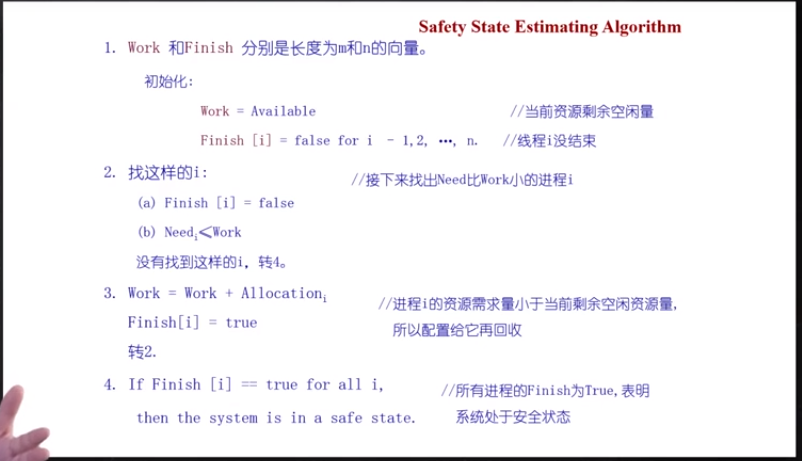 Safety State Estimating Algorithm
1. Work 和Finish 分别是长度为m和n的向量。
初始化:
Work = Available //当前资源剩余空闲量
Finish [i] = false for i - 1,2, …, n. //线程i没结束
2. 找这样的i: //接下来找出Need比Work小的进程i
(a) Finish [i] = false
(b) Needᵢ≤Work
没有找到这样的i, 转4。
3. Work = Work + Allocationᵢ //进程i的资源需求量小于当前剩余空闲资源量,
Finish[i] = true 所以配置给它再回收
转2.
4. If Finish [i] == true for all i, //所有进程的Finish为True,表明
then the system is in a safe state. 系统处于安全状态